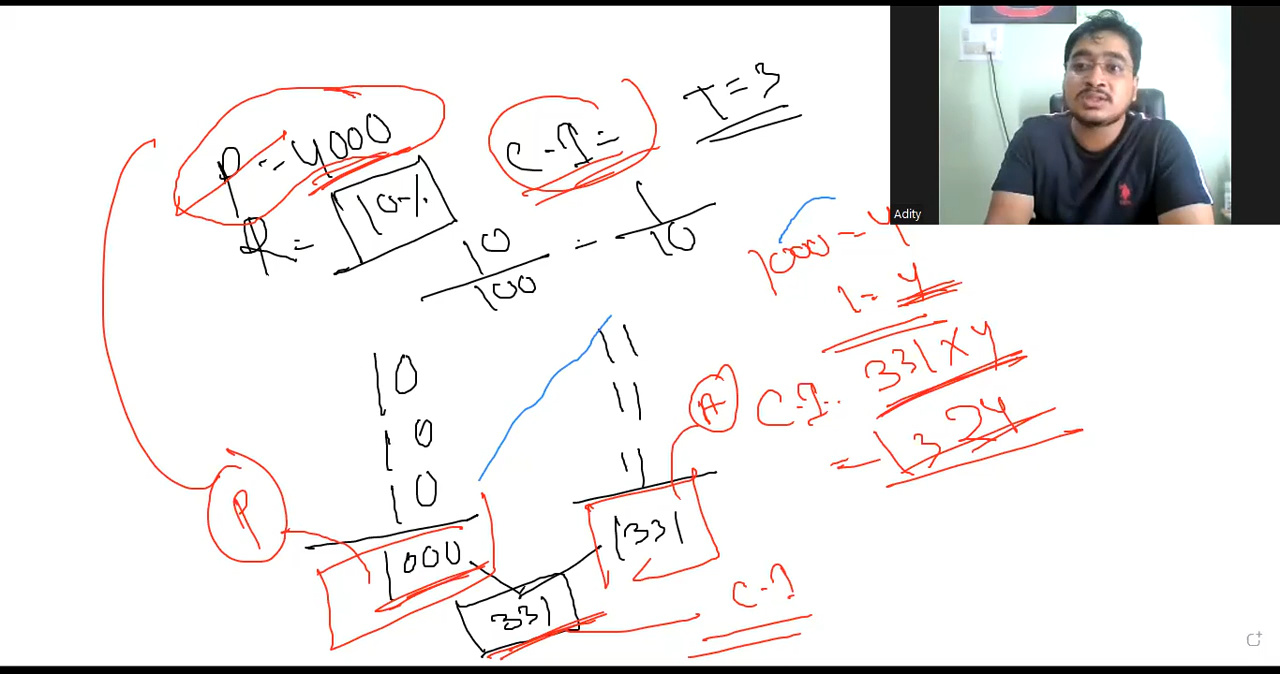 P = 4000
C-I =
T = 3
R = 10%
10/100 = 1/10
1000 = 4
1 = 4
10
10
10
1000
11
11
11
1331
331
P
A
C-I
C-I.
331 X 4
= 1324
Adity